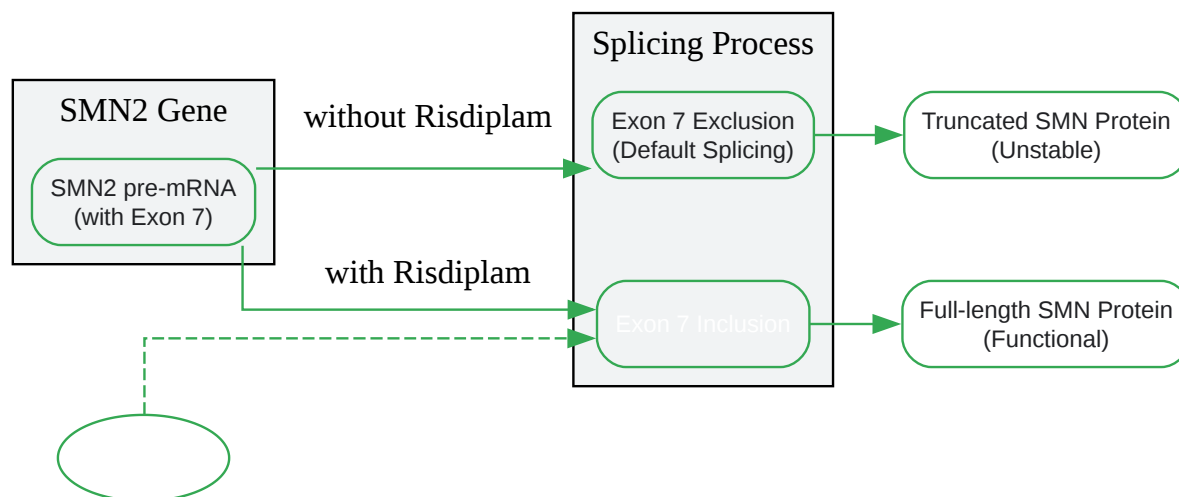 Splicing Process
SMN2 Gene
without Risdiplam
Exon 7 Exclusion
(Default Splicing)
Truncated SMN Protein
(Unstable)
SMN2 pre-mRNA
(with Exon 7)
with Risdiplam
Exon 7 Inclusion
Full-length SMN Protein
(Functional)